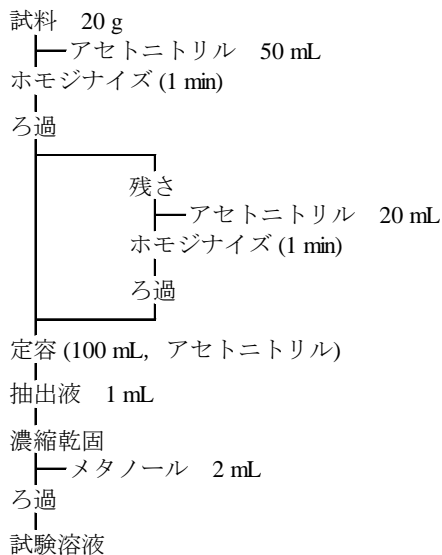 試料 20 g
アセトニトリル 50 mL
ホモジナイズ (1 min)
ろ過
残さ
アセトニトリル 20 mL
ホモジナイズ (1 min)
ろ過
定容 (100 mL, アセトニトリル)
抽出液 1 mL
濃縮乾固
メタノール 2 mL
ろ過
試験溶液